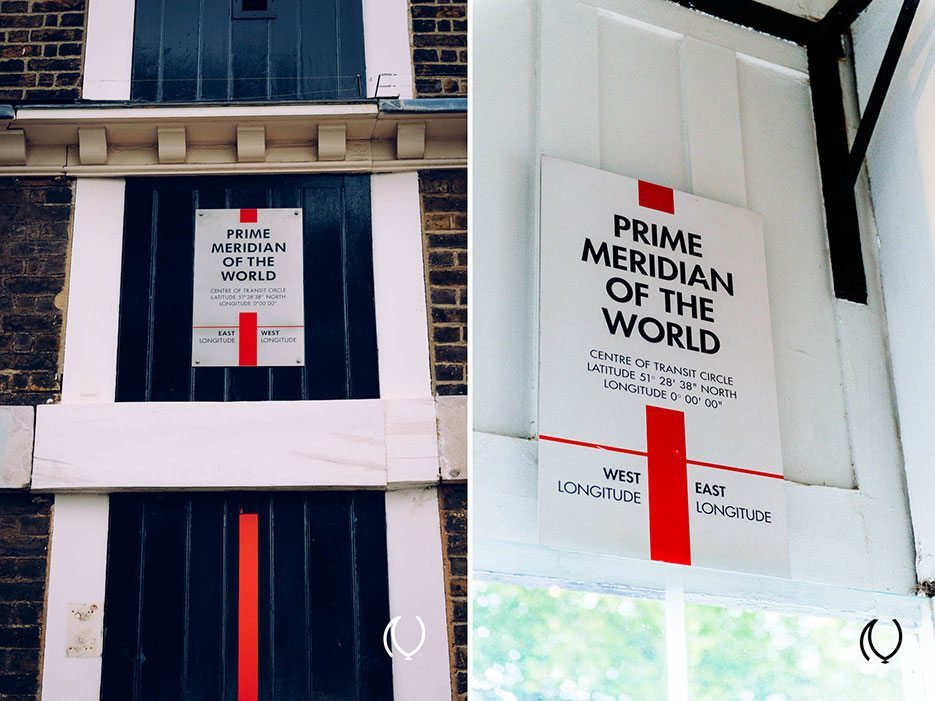 PRIME
MERIDIAN
OF THE
WORLD
CENTRE OF TRANSIT CIRCLE
LATITUDE 51° 28' 38" NORTH
LONGITUDE 0° 00' 00"
EAST
LONGITUDE
WEST
LONGITUDE
PRIME
MERIDIAN
OF THE
WORLD
CENTRE OF TRANSIT CIRCLE
LATITUDE 51° 28' 38" NORTH
LONGITUDE 0° 00' 00"
WEST
LONGITUDE
EAST
LONGITUDE